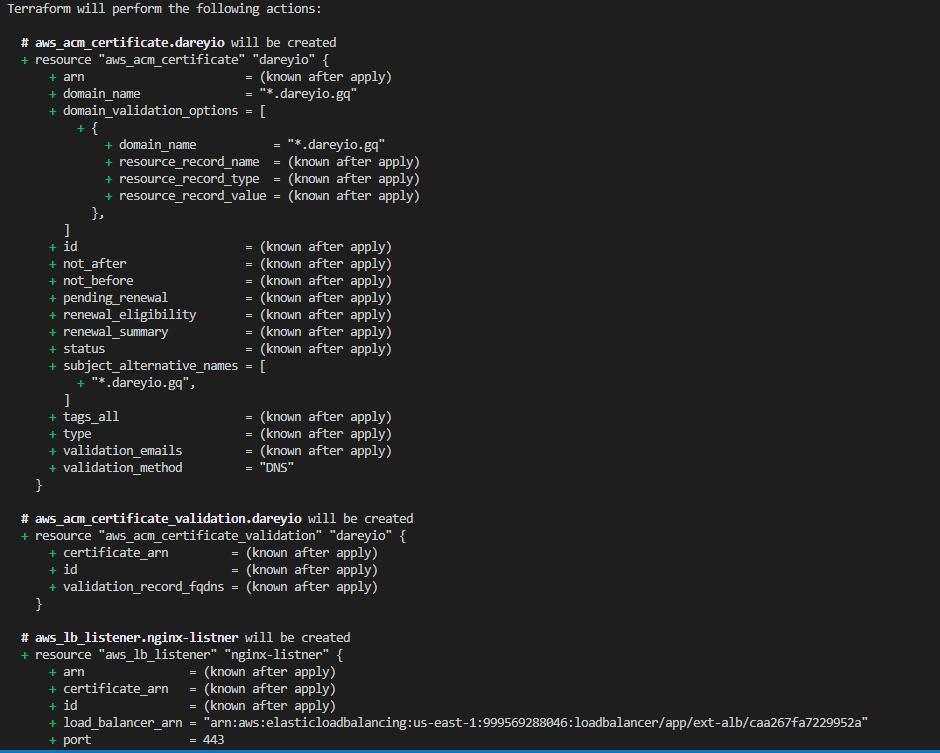 Terraform will perform the following actions:
# aws_acm_certificate.dareyio will be created
+ resource "aws_acm_certificate" "dareyio" {
+ arn = (known after apply)
+ domain_name = "*.dareyio.gq"
+ domain_validation_options = [
+ {
+ domain_name = "*.dareyio.gq"
+ resource_record_name = (known after apply)
+ resource_record_type = (known after apply)
+ resource_record_value = (known after apply)
},
]
+ id = (known after apply)
+ not_after = (known after apply)
+ not_before = (known after apply)
+ pending_renewal = (known after apply)
+ renewal_eligibility = (known after apply)
+ renewal_summary = (known after apply)
+ status = (known after apply)
+ subject_alternative_names = [
+ "*.dareyio.gq",
]
+ tags_all = (known after apply)
+ type = (known after apply)
+ validation_emails = (known after apply)
+ validation_method = "DNS"
}
# aws_acm_certificate_validation.dareyio will be created
+ resource "aws_acm_certificate_validation" "dareyio" {
+ certificate_arn = (known after apply)
+ id = (known after apply)
+ validation_record_fqdns = (known after apply)
}
# aws_lb_listener.nginx-listner will be created
+ resource "aws_lb_listener" "nginx-listner" {
+ arn = (known after apply)
+ certificate_arn = (known after apply)
+ id = (known after apply)
+ load_balancer_arn = "arn:aws:elasticloadbalancing:us-east-1:999569288046:loadbalancer/app/ext-alb/caa267fa7229952a"
+ port = 443